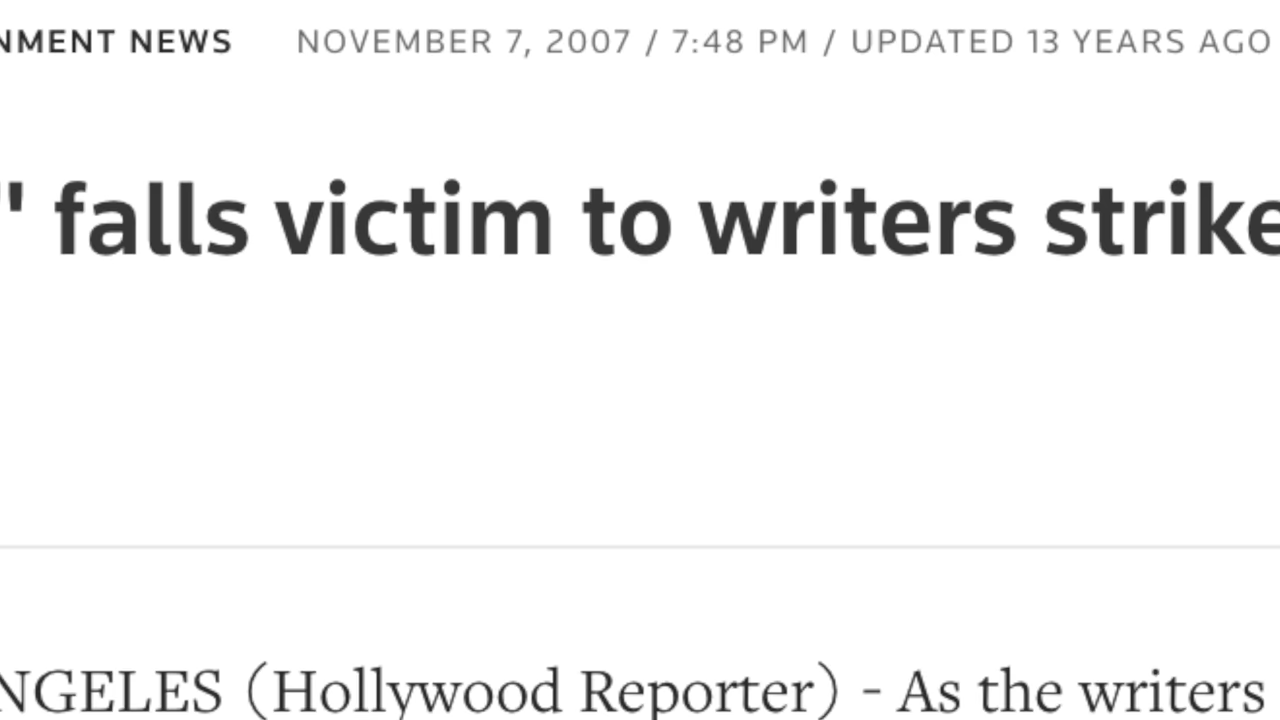 NMENT NEWS NOVEMBER 7, 2007 / 7:48 PM / UPDATED 13 YEARS AGO
" falls victim to writers strike
NGELES (Hollywood Reporter) - As the writers